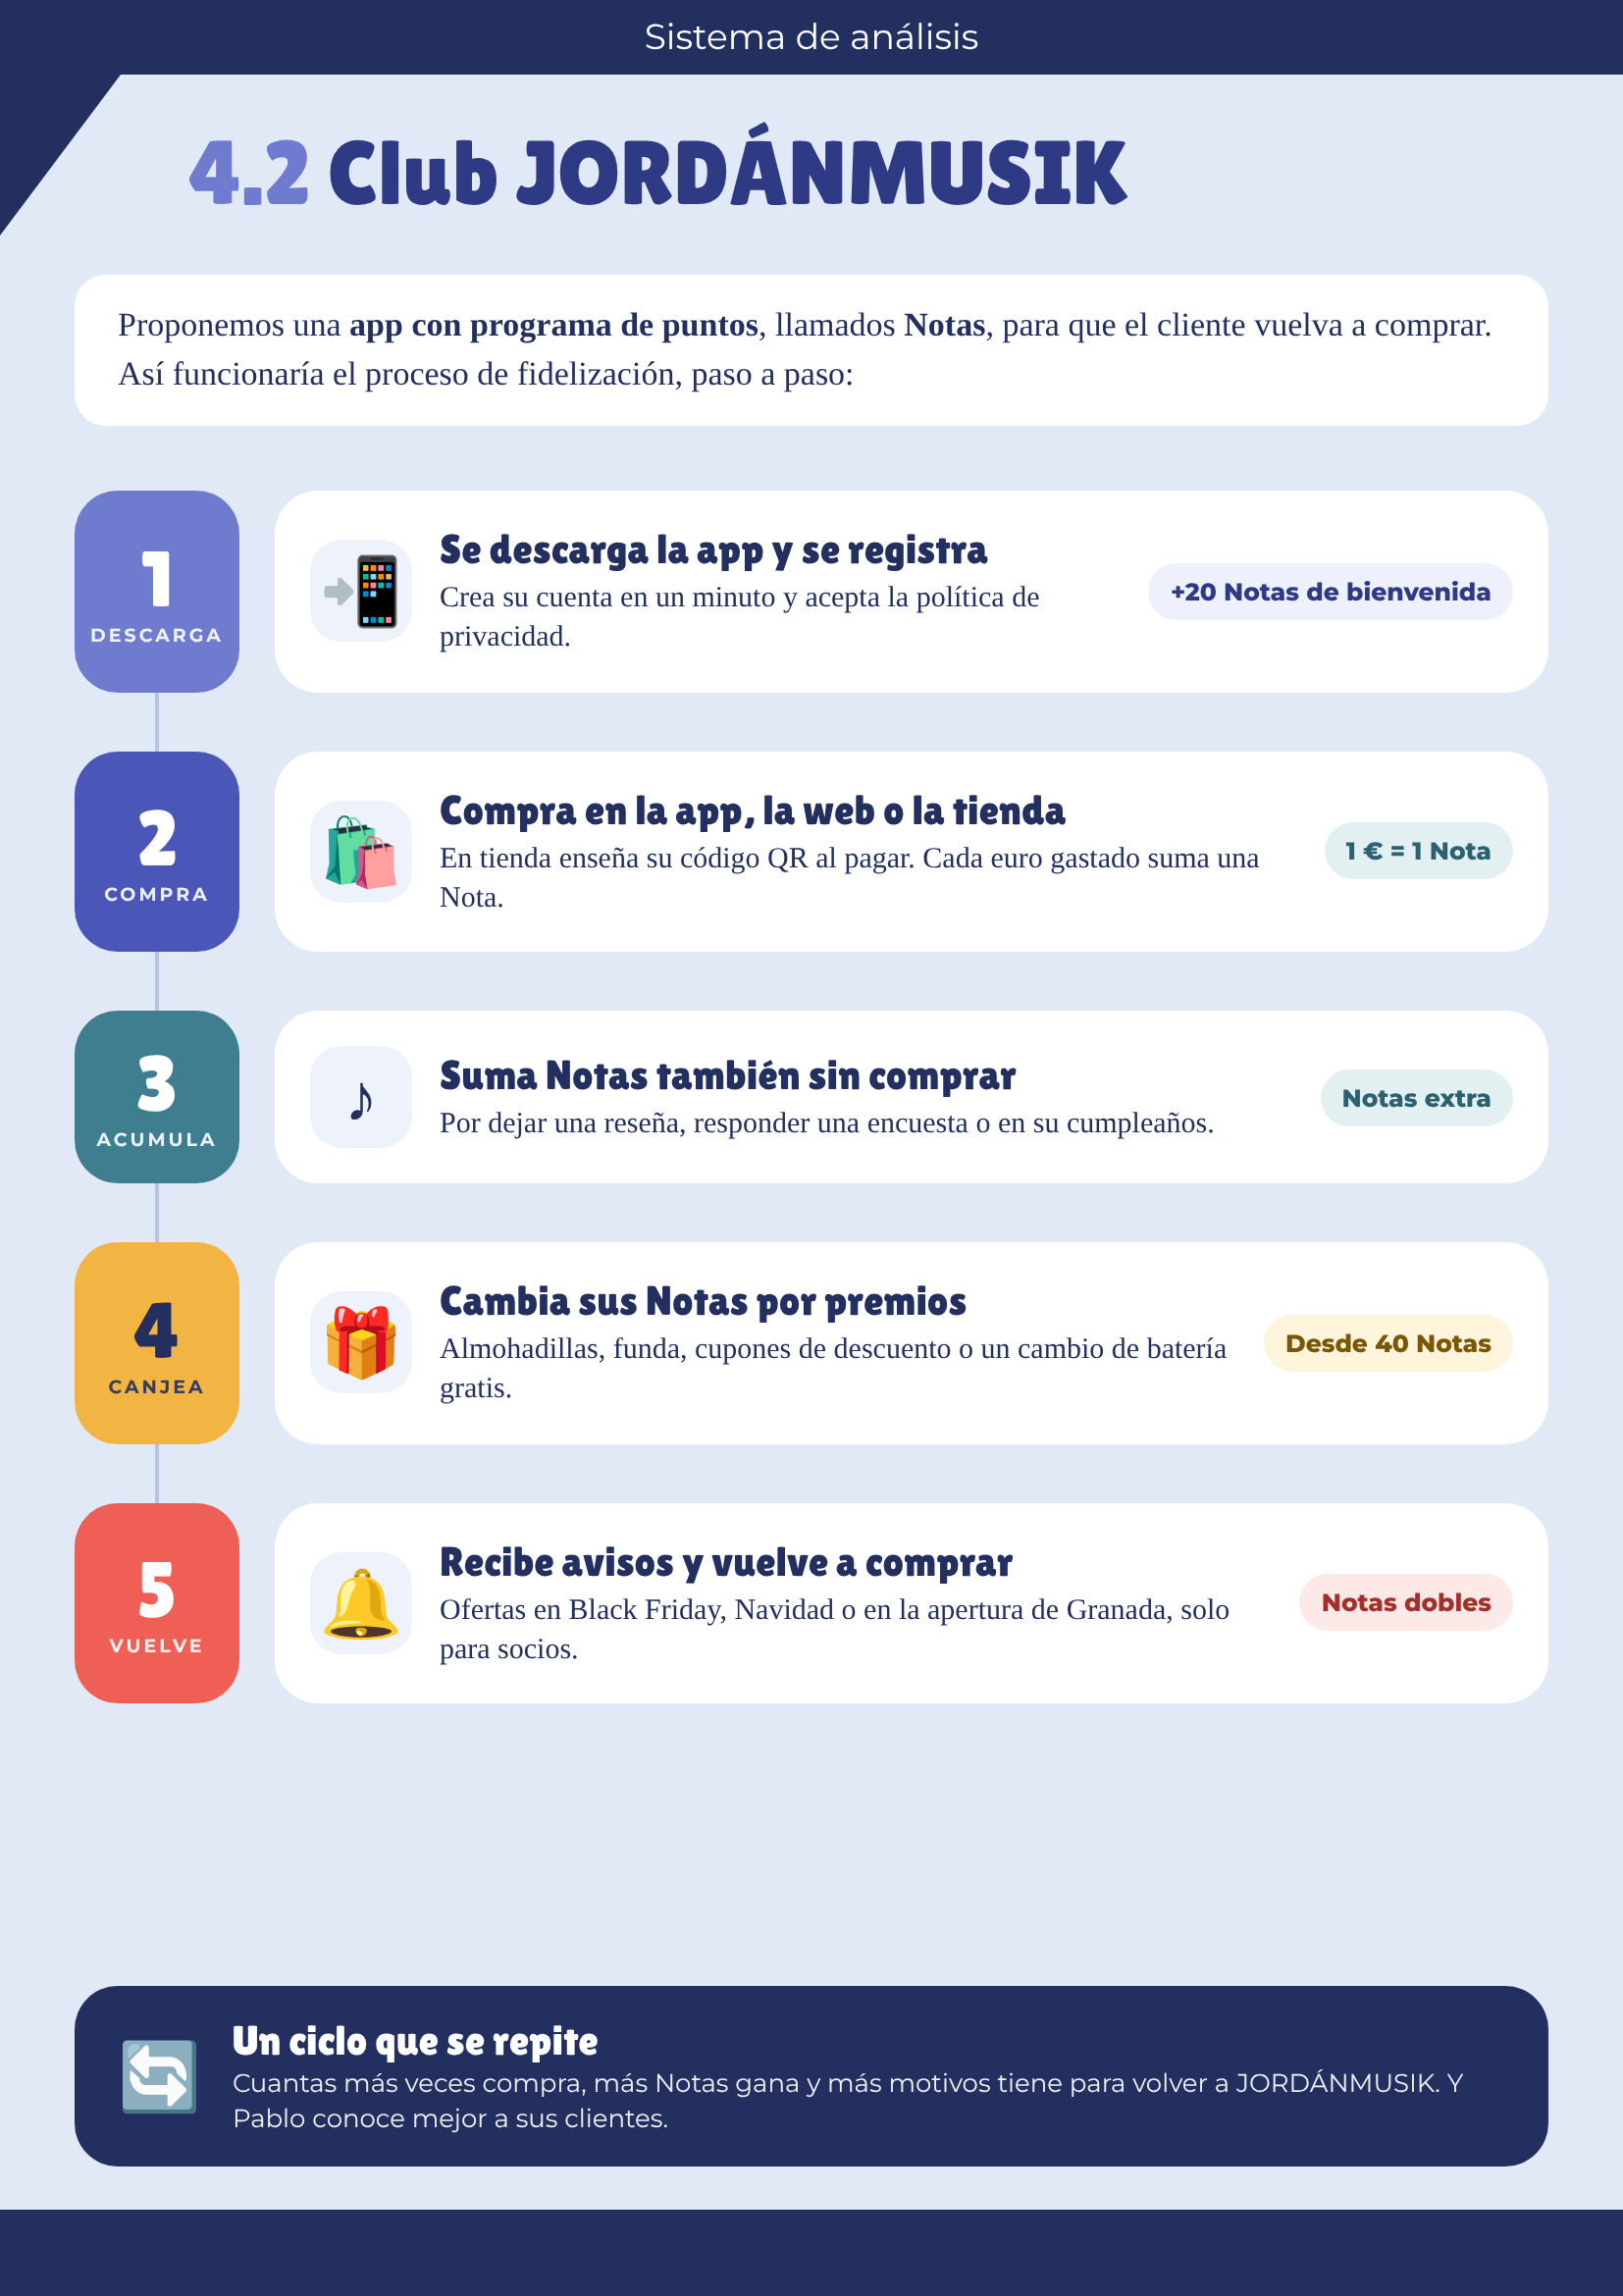 Sistema de análisis
4.2 Club JORDÁNMUSIK
Proponemos una app con programa de puntos, llamados Notas, para que el cliente vuelva a comprar.
Así funcionaría el proceso de fidelización, paso a paso:
1
DESCARGA
Se descarga la app y se registra
Crea su cuenta en un minuto y acepta la política de
privacidad.
+20 Notas de bienvenida
2
COMPRA
Compra en la app, la web o la tienda
En tienda enseña su código QR al pagar. Cada euro gastado suma una
Nota.
1 € = 1 Nota
3
ACUMULA
Suma Notas también sin comprar
Por dejar una reseña, responder una encuesta o en su cumpleaños.
Notas extra
4
CANJEA
Cambia sus Notas por premios
Almohadillas, funda, cupones de descuento o un cambio de batería
gratis.
Desde 40 Notas
5
VUELVE
Recibe avisos y vuelve a comprar
Ofertas en Black Friday, Navidad o en la apertura de Granada, solo
para socios.
Notas dobles
Un ciclo que se repite
Cuantas más veces compra, más Notas gana y más motivos tiene para volver a JORDÁNMUSIK. Y
Pablo conoce mejor a sus clientes.